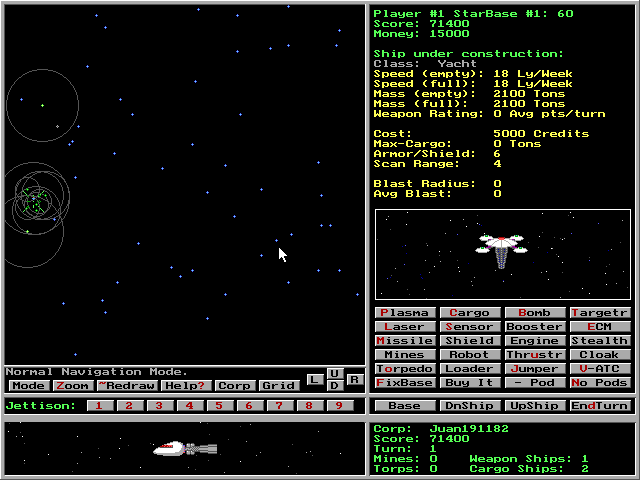 Player #1 StarBase #1: 60
Score: 71400
Money: 15000
Ship under construction:
Class: Yacht
Speed (empty): 18 Ly/Week
Speed (full): 18 Ly/Week
Mass (empty): 2100 Tons
Mass (full): 2100 Tons
Weapon Rating: 0 Avg pts/turn
Cost: 5000 Credits
Max-Cargo: 0 Tons
Armor/Shield: 6
Scan Range: 4
Blast Radius: 0
Avg Blast: 0
Plasma Cargo Bomb Targetr
Laser Sensor Booster ECM
Missile Shield Engine Stealth
Mines Robot Thrustr Cloak
Torpedo Loader Jumper V-ATC
FixBase Buy It - Pod No Pods
Normal Navigation Mode.
Mode Zoom ~Redraw Help? Corp Grid L U D R
Jettison: 1 2 3 4 5 6 7 8 9
Base DnShip UpShip EndTurn
Corp: Juan191182
Score: 71400
Turn: 1
Mines: 0 Weapon Ships: 1
Torps: 0 Cargo Ships: 2